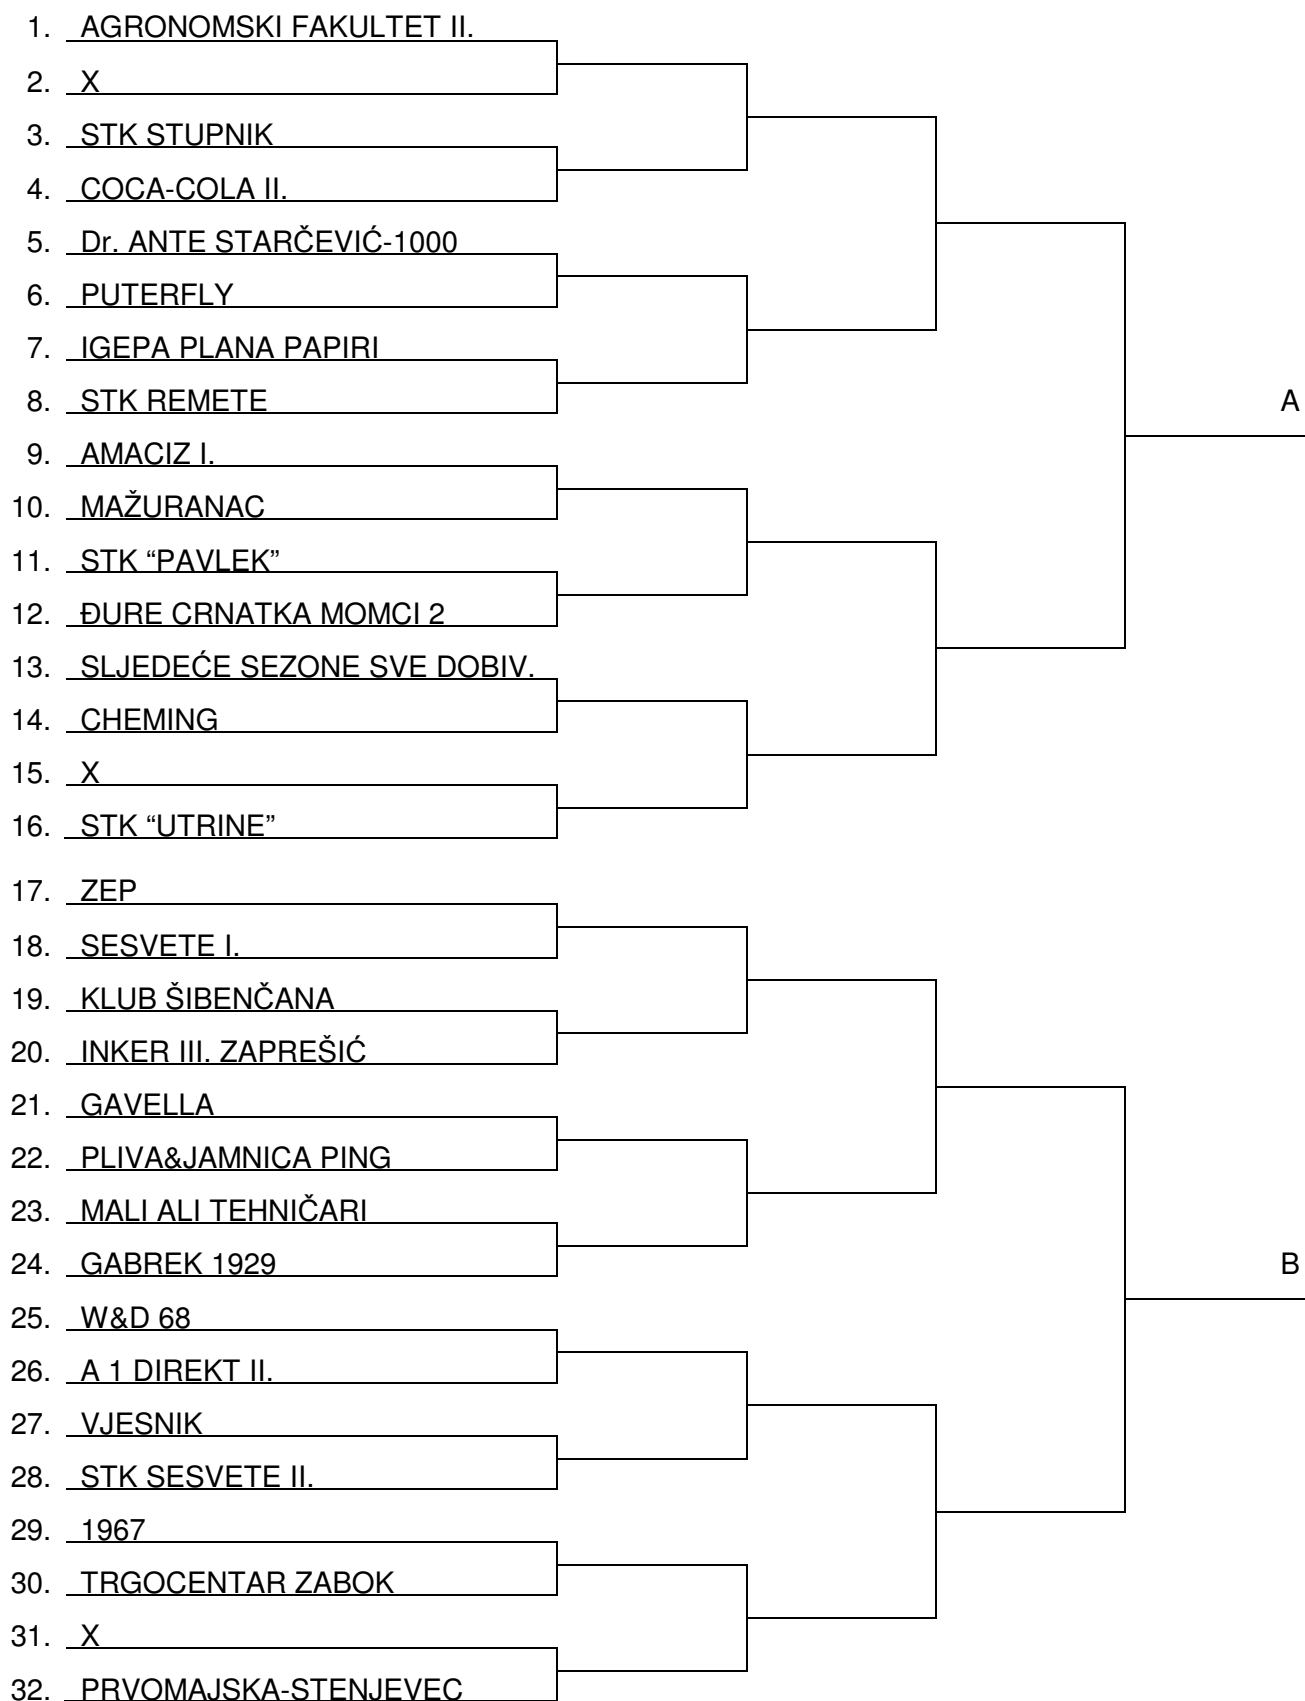 1. AGRONOMSKI FAKULTET II.
2. X
3. STK STUPNIK
4. COCA-COLA II.
5. Dr. ANTE STARČEVIĆ-1000
6. PUTERFLY
7. IGEPA PLANA PAPIRI
8. STK REMETE
A
9. AMACIZ I.
10. MAŽURANAC
11. STK “PAVLEK”
12. ĐURE CRNATKA MOMCI 2
13. SLJEDEĆE SEZONE SVE DOBIV.
14. CHEMING
15. X
16. STK “UTRINE”
17. ZEP
18. SESVETE I.
19. KLUB ŠIBENČANA
20. INKER III. ZAPREŠIĆ
21. GAVELLA
22. PLIVA&JAMNICA PING
23. MALI ALI TEHNIČARI
24. GABREK 1929
B
25. W&D 68
26. A 1 DIREKT II.
27. VJESNIK
28. STK SESVETE II.
29. 1967
30. TRGOCENTAR ZABOK
31. X
32. PRVOMAJSKA-STENJEVEC